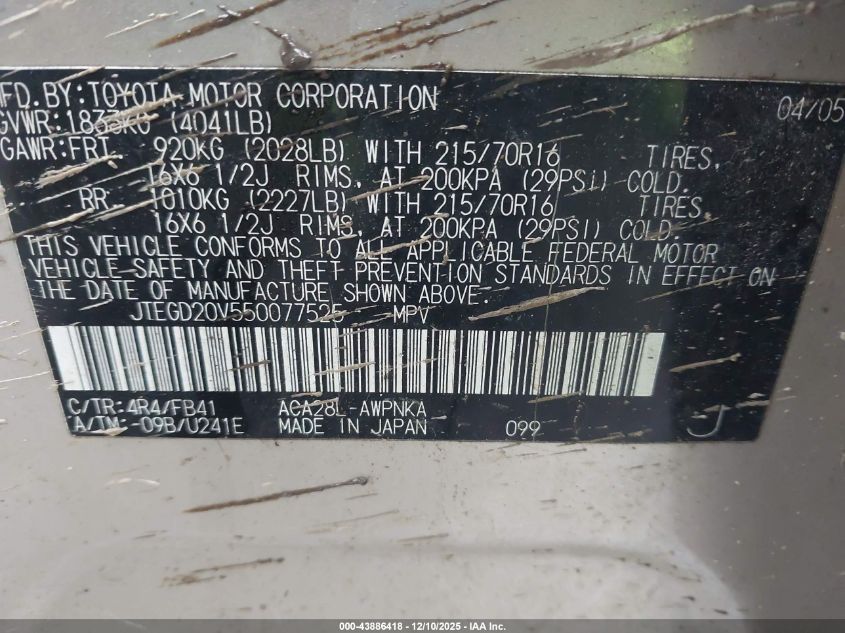 MFD.BY:TOYOTA MOTOR CORPORATION 04/05
GVWR:1833KG (4041LB)
GAWR:FRT. 920KG (2028LB) WITH 215/70R16 TIRES,
16X6 1/2J RIMS, AT 200KPA (29PSI) COLD.
RR. 1010KG (2227LB) WITH 215/70R16 TIRES,
16X6 1/2J RIMS, AT 200KPA (29PSI) COLD.
THIS VEHICLE CONFORMS TO ALL APPLICABLE FEDERAL MOTOR
VEHICLE SAFETY AND THEFT PREVENTION STANDARDS IN EFFECT ON
THE DATE OF MANUFACTURE SHOWN ABOVE.
JTEGD20V550077525 MPV
C/TR:4R4/FB41 ACA28L-AWPNKA
A/TM:-09B/U241E MADE IN JAPAN 099 J
000-43886418 - 12/10/2025 - IAA Inc.